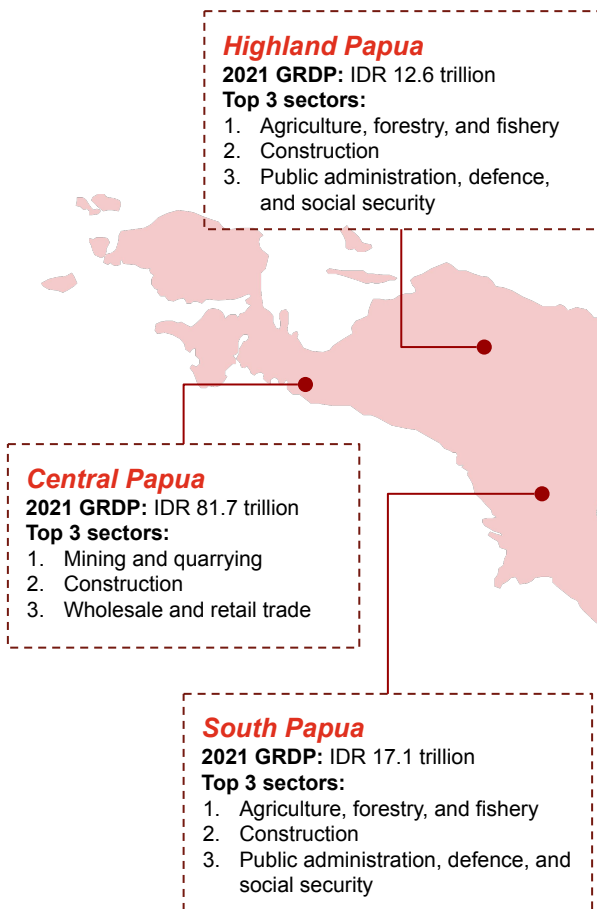 Highland Papua
2021 GRDP: IDR 12.6 trillion
Top 3 sectors:
1. Agriculture, forestry, and fishery
2. Construction
3. Public administration, defence,
and social security
Central Papua
2021 GRDP: IDR 81.7 trillion
Top 3 sectors:
1. Mining and quarrying
2. Construction
3. Wholesale and retail trade
South Papua
2021 GRDP: IDR 17.1 trillion
Top 3 sectors:
1. Agriculture, forestry, and fishery
2. Construction
3. Public administration, defence, and
social security